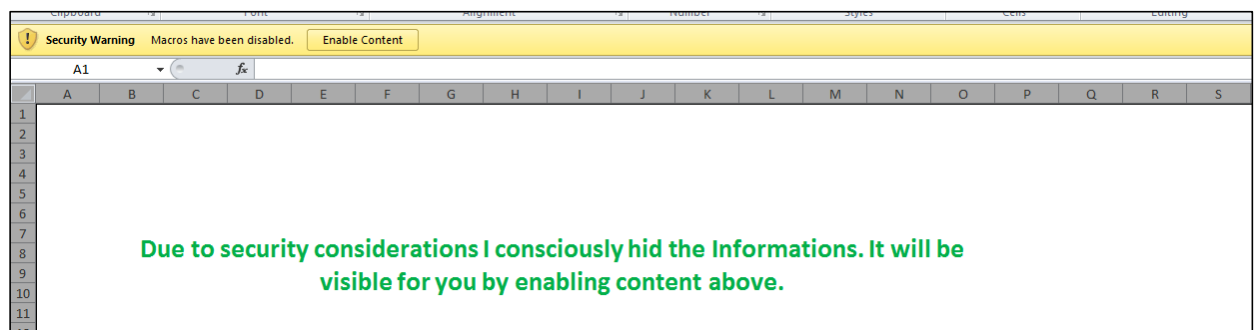 Clipboard Font Alignment Number Styles Cells Editing
Security Warning Macros have been disabled. Enable Content
A1 fx
A B C D E F G H I J K L M N O P Q R S
1
2
3
4
5
6
7
Due to security considerations I consciously hid the Informations. It will be
8
9
visible for you by enabling content above.
10
11